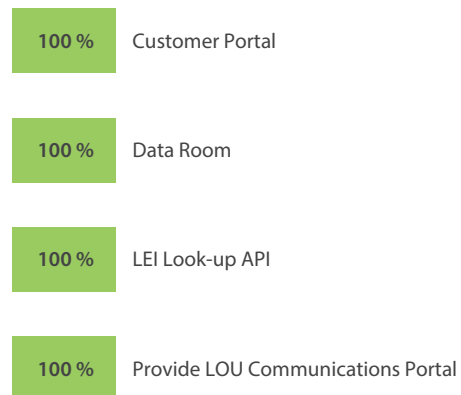 100 % Customer Portal
100 % Data Room
100 % LEI Look-up API
100 % Provide LOU Communications Portal